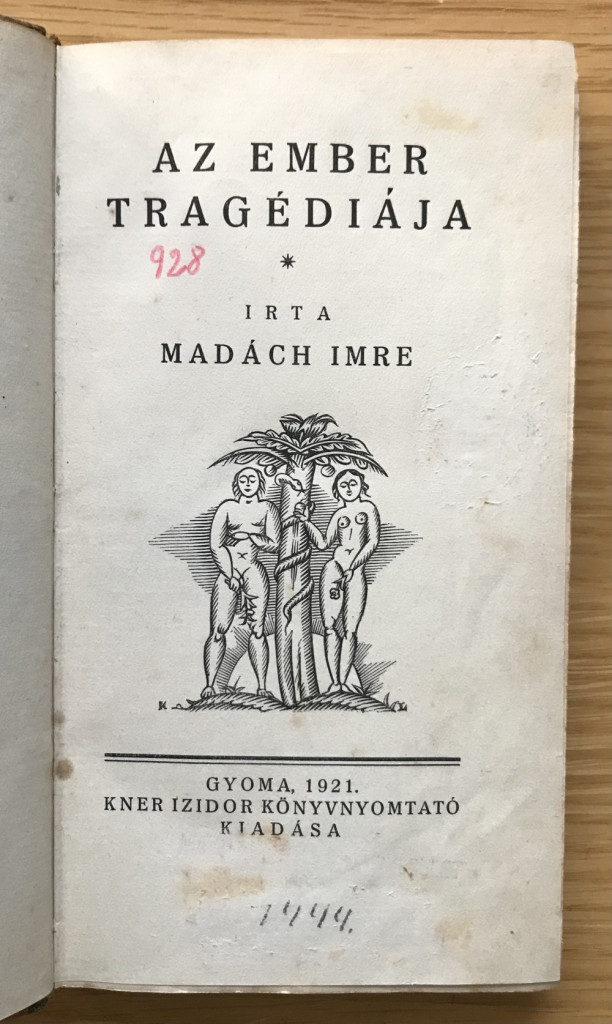 AZ EMBER
TRAGÉDIÁJA
928
*
IRTA
MADÁCH IMRE
K L
GYOMA, 1921.
KNER IZIDOR KÖNYVNYOMTATÓ
KIADÁSA
1944.